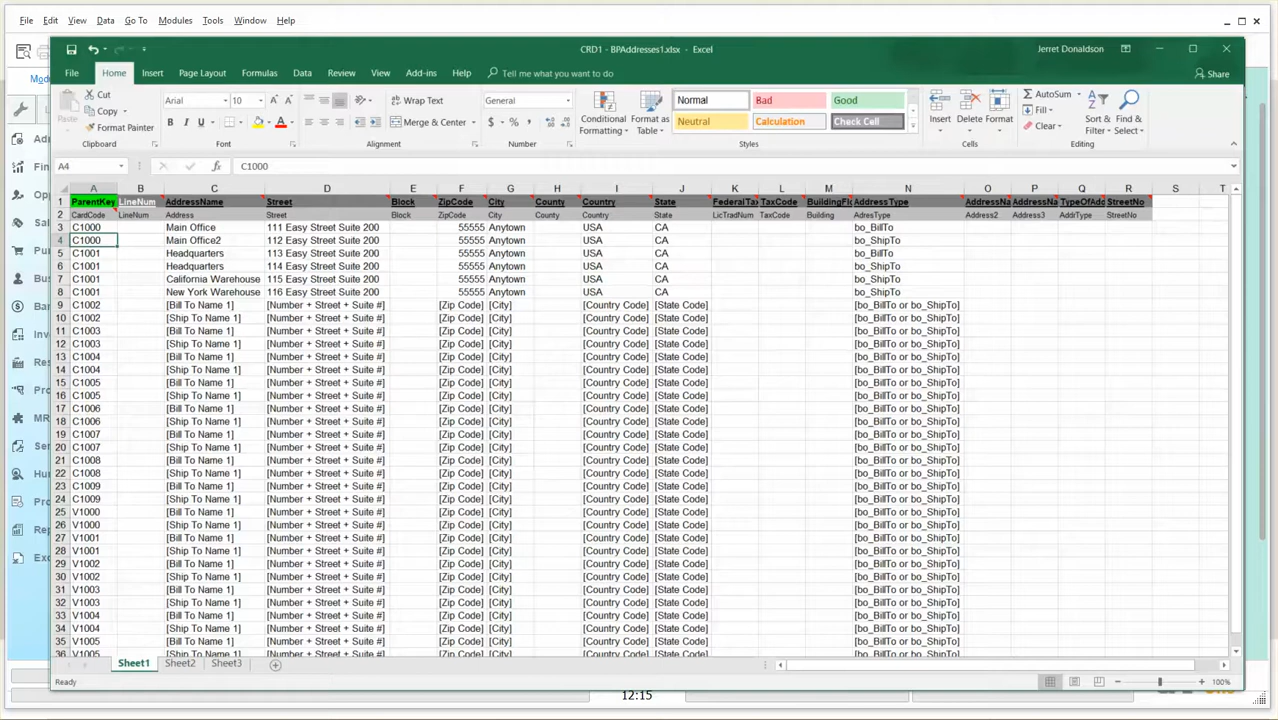 File Edit View Data Go To Modules Tools Window Help
CRD1 - BPAddresses1.xlsx - Excel Jerret Donaldson
File Home Insert Page Layout Formulas Data Review View Add-ins Help Tell me what you want to do Share
Cut
Copy
Format Painter
Paste
Clipboard
Arial 10
Font
Wrap Text
Merge & Center
Alignment
General
Number
Conditional Formatting
Format as Table
Normal Bad Good
Neutral Calculation Check Cell
Styles
Insert Delete Format
Cells
AutoSum
Fill
Clear
Sort & Filter
Find & Select
Editing
A4 C1000
A B C D E F G H I J K L M N O P Q R S T
1 ParentKey LineNum AddressName Street Block ZipCode City County Country State FederalTa TaxCode BuildingFl AddressType AddressNa AddressNa TypeOfAd StreetNo
2 CardCode LineNum Address Street Block ZipCode City County Country State LicTradNum TaxCode Building AdresType Address2 Address3 AddrType StreetNo
3 C1000 Main Office 111 Easy Street Suite 200 55555 Anytown USA CA bo_BillTo
4 C1000 Main Office2 112 Easy Street Suite 200 55555 Anytown USA CA bo_ShipTo
5 C1001 Headquarters 113 Easy Street Suite 200 55555 Anytown USA CA bo_BillTo
6 C1001 Headquarters 114 Easy Street Suite 200 55555 Anytown USA CA bo_ShipTo
7 C1001 California Warehouse 115 Easy Street Suite 200 55555 Anytown USA CA bo_ShipTo
8 C1001 New York Warehouse 116 Easy Street Suite 200 55555 Anytown USA CA bo_ShipTo
9 C1002 [Bill To Name 1] [Number + Street + Suite #] [Zip Code] [City] [Country Code] [State Code] [bo_BillTo or bo_ShipTo]
10 C1002 [Ship To Name 1] [Number + Street + Suite #] [Zip Code] [City] [Country Code] [State Code] [bo_BillTo or bo_ShipTo]
11 C1003 [Bill To Name 1] [Number + Street + Suite #] [Zip Code] [City] [Country Code] [State Code] [bo_BillTo or bo_ShipTo]
12 C1003 [Ship To Name 1] [Number + Street + Suite #] [Zip Code] [City] [Country Code] [State Code] [bo_BillTo or bo_ShipTo]
13 C1004 [Bill To Name 1] [Number + Street + Suite #] [Zip Code] [City] [Country Code] [State Code] [bo_BillTo or bo_ShipTo]
14 C1004 [Ship To Name 1] [Number + Street + Suite #] [Zip Code] [City] [Country Code] [State Code] [bo_BillTo or bo_ShipTo]
15 C1005 [Bill To Name 1] [Number + Street + Suite #] [Zip Code] [City] [Country Code] [State Code] [bo_BillTo or bo_ShipTo]
16 C1005 [Ship To Name 1] [Number + Street + Suite #] [Zip Code] [City] [Country Code] [State Code] [bo_BillTo or bo_ShipTo]
17 C1006 [Bill To Name 1] [Number + Street + Suite #] [Zip Code] [City] [Country Code] [State Code] [bo_BillTo or bo_ShipTo]
18 C1006 [Ship To Name 1] [Number + Street + Suite #] [Zip Code] [City] [Country Code] [State Code] [bo_BillTo or bo_ShipTo]
19 C1007 [Bill To Name 1] [Number + Street + Suite #] [Zip Code] [City] [Country Code] [State Code] [bo_BillTo or bo_ShipTo]
20 C1007 [Ship To Name 1] [Number + Street + Suite #] [Zip Code] [City] [Country Code] [State Code] [bo_BillTo or bo_ShipTo]
21 C1008 [Bill To Name 1] [Number + Street + Suite #] [Zip Code] [City] [Country Code] [State Code] [bo_BillTo or bo_ShipTo]
22 C1008 [Ship To Name 1] [Number + Street + Suite #] [Zip Code] [City] [Country Code] [State Code] [bo_BillTo or bo_ShipTo]
23 C1009 [Bill To Name 1] [Number + Street + Suite #] [Zip Code] [City] [Country Code] [State Code] [bo_BillTo or bo_ShipTo]
24 C1009 [Ship To Name 1] [Number + Street + Suite #] [Zip Code] [City] [Country Code] [State Code] [bo_BillTo or bo_ShipTo]
25 V1000 [Bill To Name 1] [Number + Street + Suite #] [Zip Code] [City] [Country Code] [State Code] [bo_BillTo or bo_ShipTo]
26 V1000 [Ship To Name 1] [Number + Street + Suite #] [Zip Code] [City] [Country Code] [State Code] [bo_BillTo or bo_ShipTo]
27 V1001 [Bill To Name 1] [Number + Street + Suite #] [Zip Code] [City] [Country Code] [State Code] [bo_BillTo or bo_ShipTo]
28 V1001 [Ship To Name 1] [Number + Street + Suite #] [Zip Code] [City] [Country Code] [State Code] [bo_BillTo or bo_ShipTo]
29 V1002 [Bill To Name 1] [Number + Street + Suite #] [Zip Code] [City] [Country Code] [State Code] [bo_BillTo or bo_ShipTo]
30 V1002 [Ship To Name 1] [Number + Street + Suite #] [Zip Code] [City] [Country Code] [State Code] [bo_BillTo or bo_ShipTo]
31 V1003 [Bill To Name 1] [Number + Street + Suite #] [Zip Code] [City] [Country Code] [State Code] [bo_BillTo or bo_ShipTo]
32 V1003 [Ship To Name 1] [Number + Street + Suite #] [Zip Code] [City] [Country Code] [State Code] [bo_BillTo or bo_ShipTo]
33 V1004 [Bill To Name 1] [Number + Street + Suite #] [Zip Code] [City] [Country Code] [State Code] [bo_BillTo or bo_ShipTo]
34 V1004 [Ship To Name 1] [Number + Street + Suite #] [Zip Code] [City] [Country Code] [State Code] [bo_BillTo or bo_ShipTo]
35 V1005 [Bill To Name 1] [Number + Street + Suite #] [Zip Code] [City] [Country Code] [State Code] [bo_BillTo or bo_ShipTo]
V1005 [Ship To Name 1] [Number + Street + Suite #] [Zip Code] [City] [Country Code] [State Code] [bo_BillTo or bo_ShipTo]
Sheet1 Sheet2 Sheet3
Ready 100%
12:15